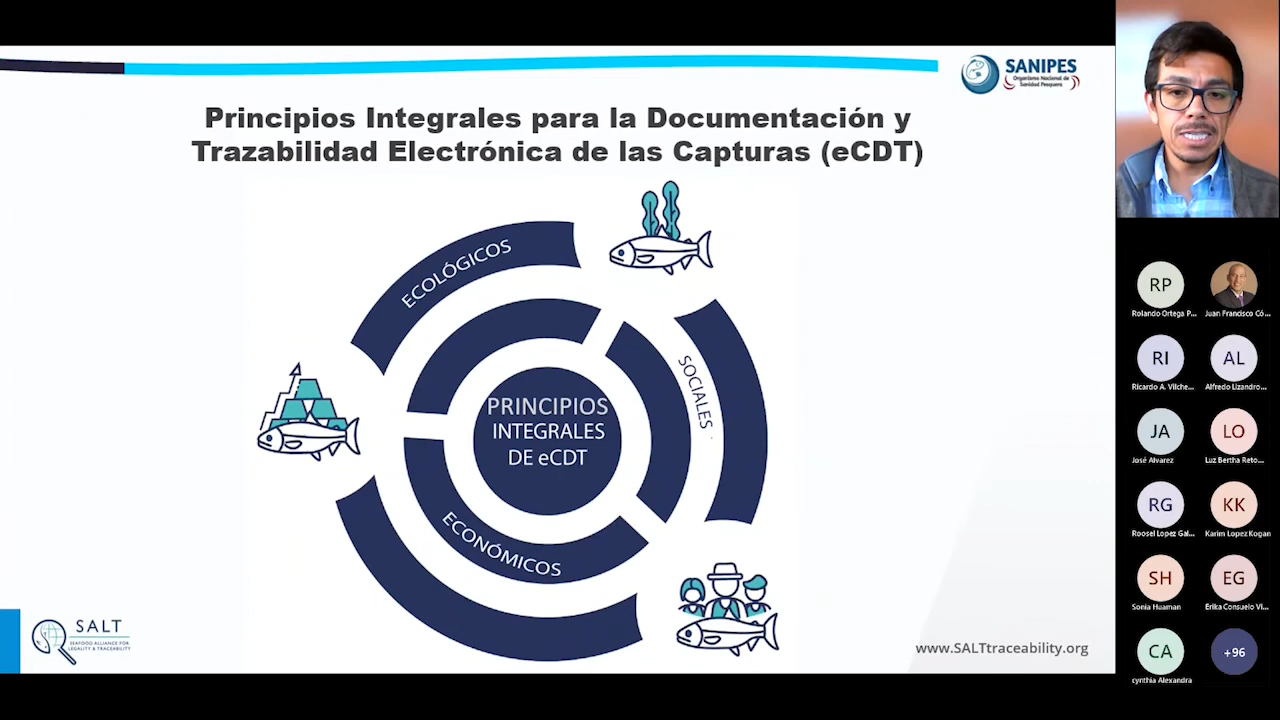 SANIPES
Organismo Nacional de
Sanidad Pesquera
Principios Integrales para la Documentación y
Trazabilidad Electrónica de las Capturas (eCDT)
ECOLÓGICOS
SOCIALES
PRINCIPIOS
INTEGRALES
DE eCDT
ECONÓMICOS
SALT
SEAFOOD ALLIANCE FOR
LEGALITY & TRACEABILITY
www.SALTtraceability.org
RP
Rolando Ortega P...
Juan Francisco Có...
RI
Ricardo A. Vilche...
AL
Alfredo Lizandro...
JA
José Alvarez
LO
Luz Bertha Reto...
RG
Roosel Lopez Gal...
KK
Karim Lopez Kogan
SH
Sonia Huaman
EG
Erika Consuelo Vi...
CA
cynthia Alexandra
+96